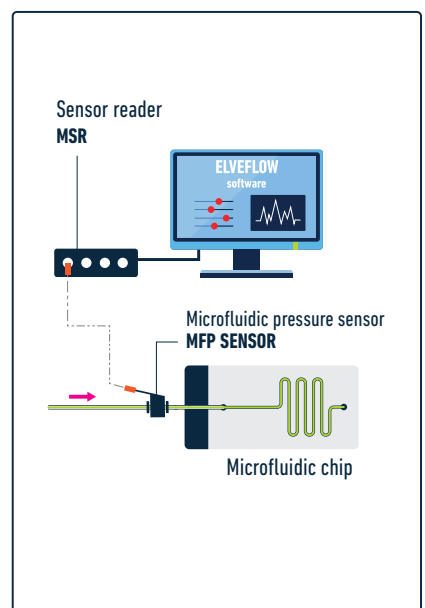 Sensor reader
MSR
ELVEFLOW
software
Microfluidic pressure sensor
MFP SENSOR
Microfluidic chip